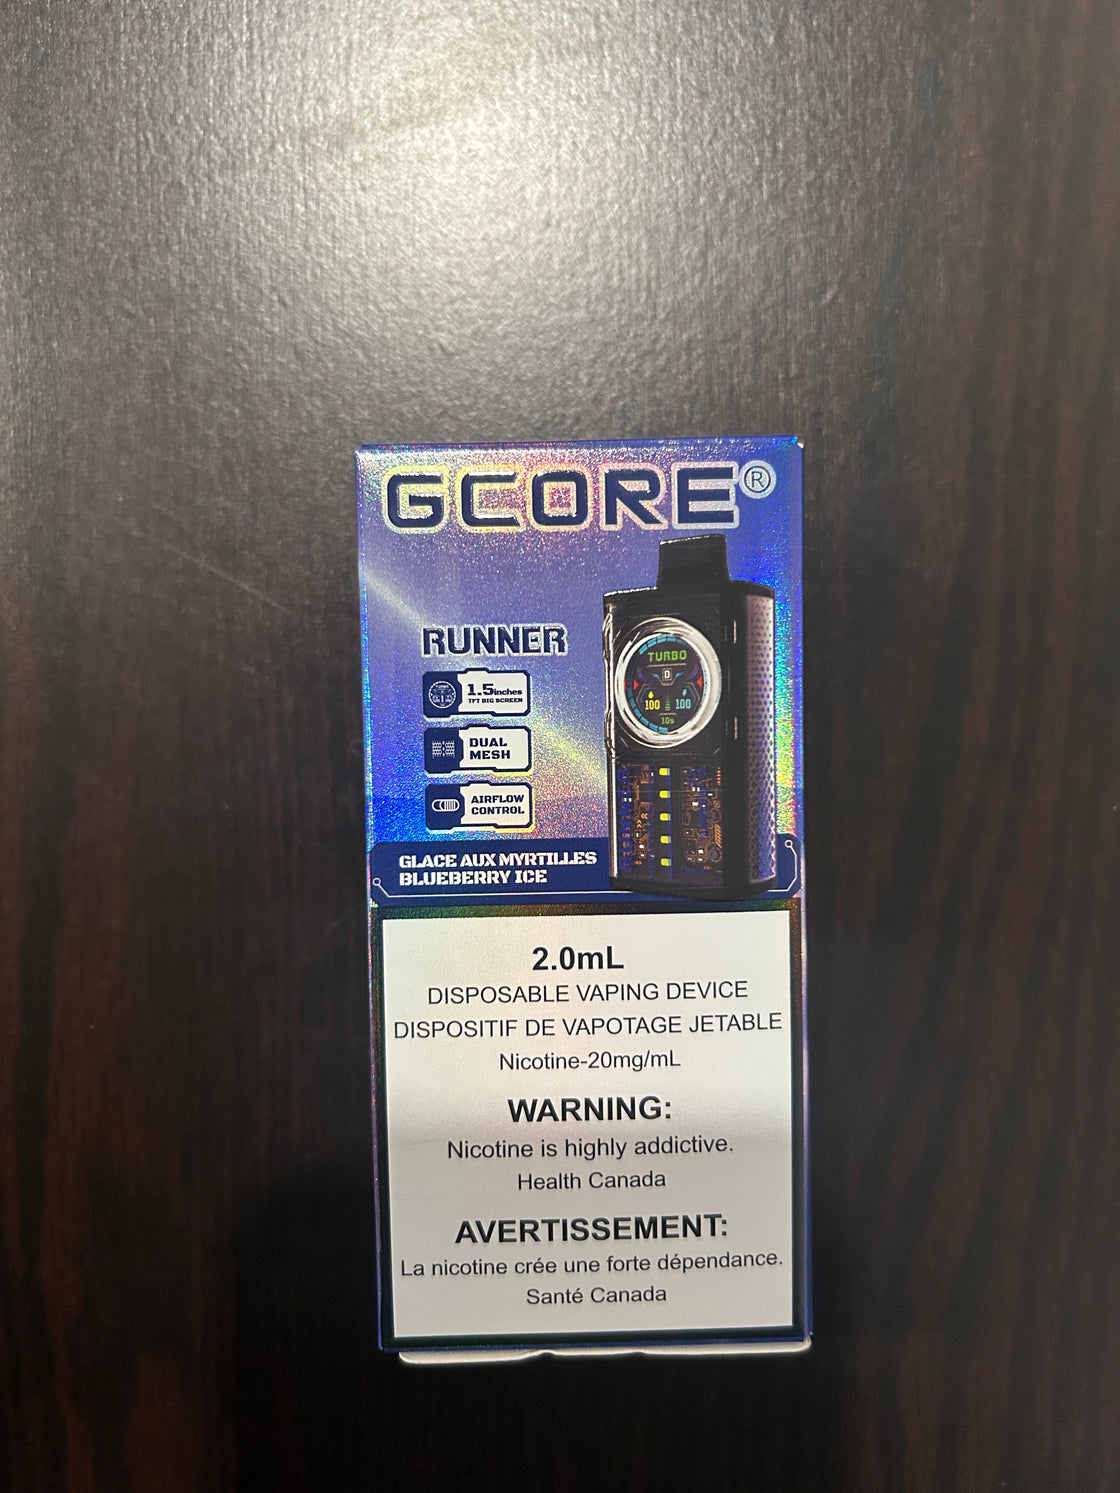 GCORE®
RUNNER
1.5inches
TFT BIG SCREEN
DUAL
MESH
AIRFLOW
CONTROL
TURBO
D
100 100
10s
GLACE AUX MYRTILLES
BLUEBERRY ICE
2.0mL
DISPOSABLE VAPING DEVICE
DISPOSITIF DE VAPOTAGE JETABLE
Nicotine-20mg/mL
WARNING:
Nicotine is highly addictive.
Health Canada
AVERTISSEMENT:
La nicotine crée une forte dépendance.
Santé Canada